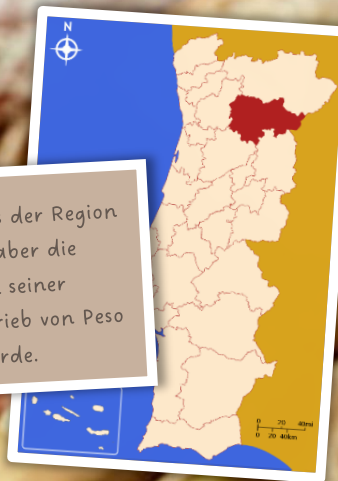 N
s der Region
aber die
seiner
rieb von Peso
rde.
0 20 40mi
0 20 40km